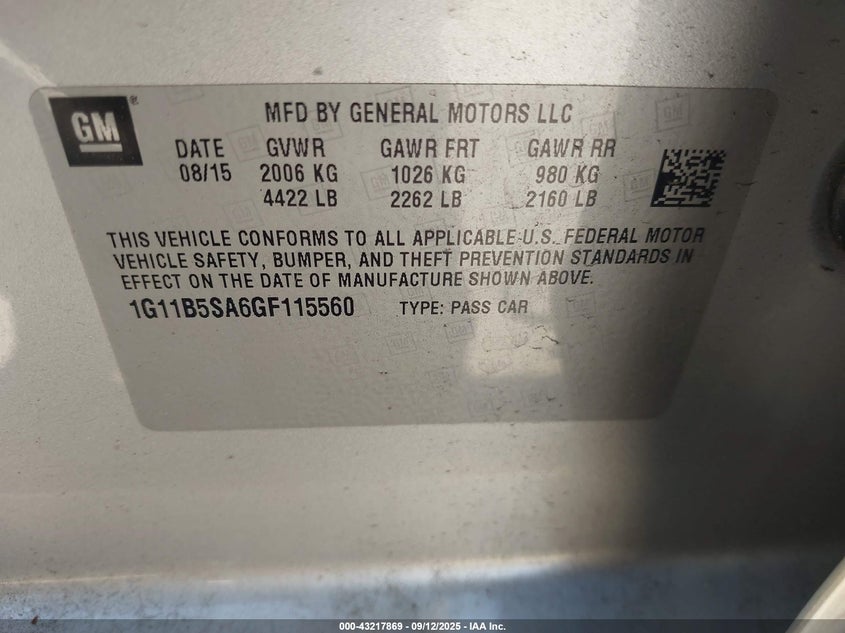 GM ®
MFD BY GENERAL MOTORS LLC
DATE GVWR GAWR FRT GAWR RR
08/15 2006 KG 1026 KG 980 KG
4422 LB 2262 LB 2160 LB
THIS VEHICLE CONFORMS TO ALL APPLICABLE U.S. FEDERAL MOTOR
VEHICLE SAFETY, BUMPER, AND THEFT PREVENTION STANDARDS IN
EFFECT ON THE DATE OF MANUFACTURE SHOWN ABOVE.
1G11B5SA6GF115560 TYPE: PASS CAR
000-43217869 - 09/12/2025 - IAA Inc.